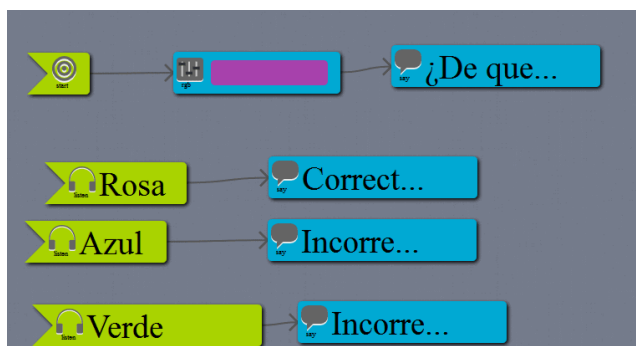 start
rgb
say
¿De que...
listen
Rosa
say
Correct...
listen
Azul
say
Incorre...
listen
Verde
say
Incorre...